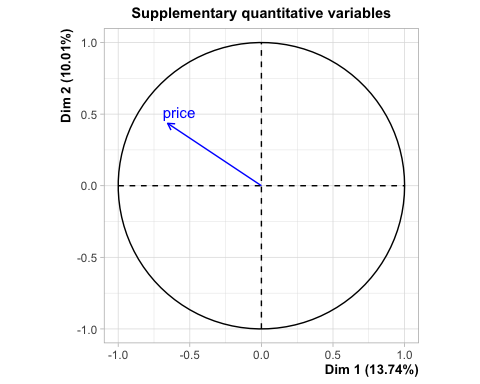 Supplementary quantitative variables
Dim 2 (10.01%)
1.0
0.5
0.0
-0.5
-1.0
price
-1.0
-0.5
0.0
0.5
1.0
Dim 1 (13.74%)